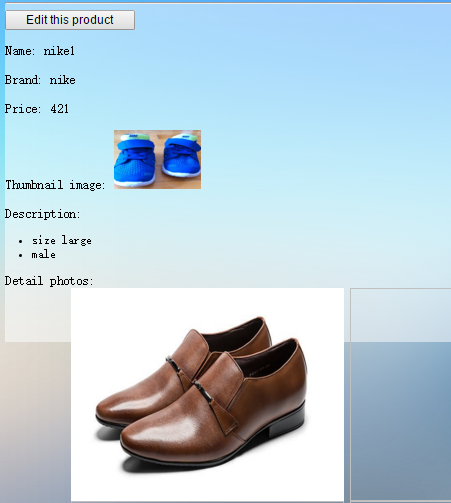 Edit this product
Name: nike1
Brand: nike
Price: 421
Thumbnail image:
Description:
size large
male
Detail photos: